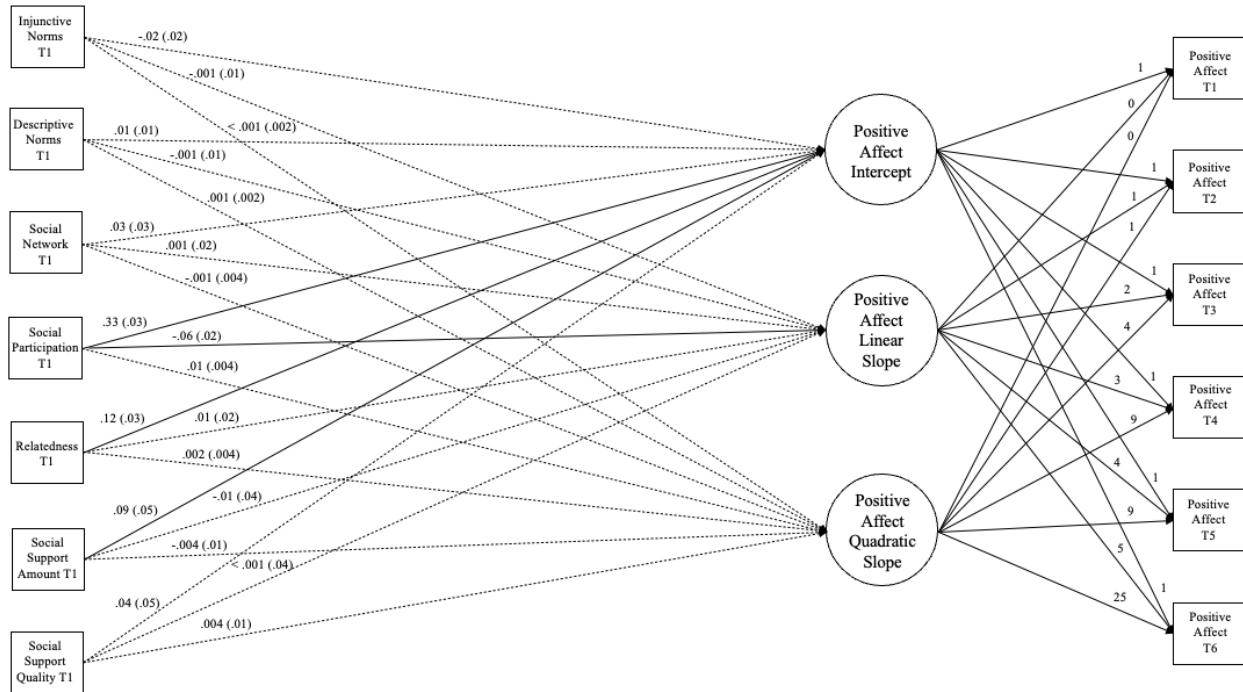 Injunctive
Norms
T1
Descriptive
Norms
T1
Social
Network
T1
Social
Participation
T1
Relatedness
T1
Social
Support
Amount T1
Social
Support
Quality T1
-.02 (.02)
-.001 (.01)
< .001 (.002)
.01 (.01)
-.001 (.01)
.001 (.002)
.03 (.03)
.001 (.02)
-.001 (.004)
.33 (.03)
-.06 (.02)
.01 (.004)
.12 (.03)
.01 (.02)
.002 (.004)
.09 (.05)
-.01 (.04)
-.004 (.01)
< .001 (.04)
.04 (.05)
.004 (.01)
Positive
Affect
Intercept
Positive
Affect
Linear
Slope
Positive
Affect
Quadratic
Slope
1
0
0
1
1
1
1
2
4
1
3
9
1
4
9
1
5
25
Positive
Affect
T1
Positive
Affect
T2
Positive
Affect
T3
Positive
Affect
T4
Positive
Affect
T5
Positive
Affect
T6